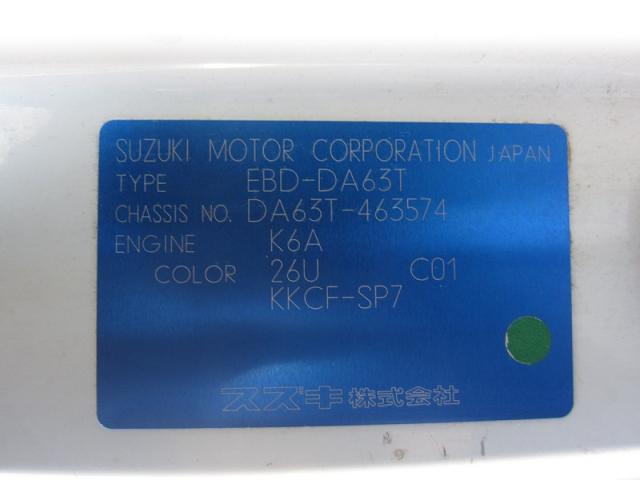 SUZUKI MOTOR CORPORATION JAPAN
TYPE EBD-DA63T
CHASSIS NO. DA63T-463574
ENGINE K6A
COLOR 26U C01
KKCF-SP7
スズキ株式会社